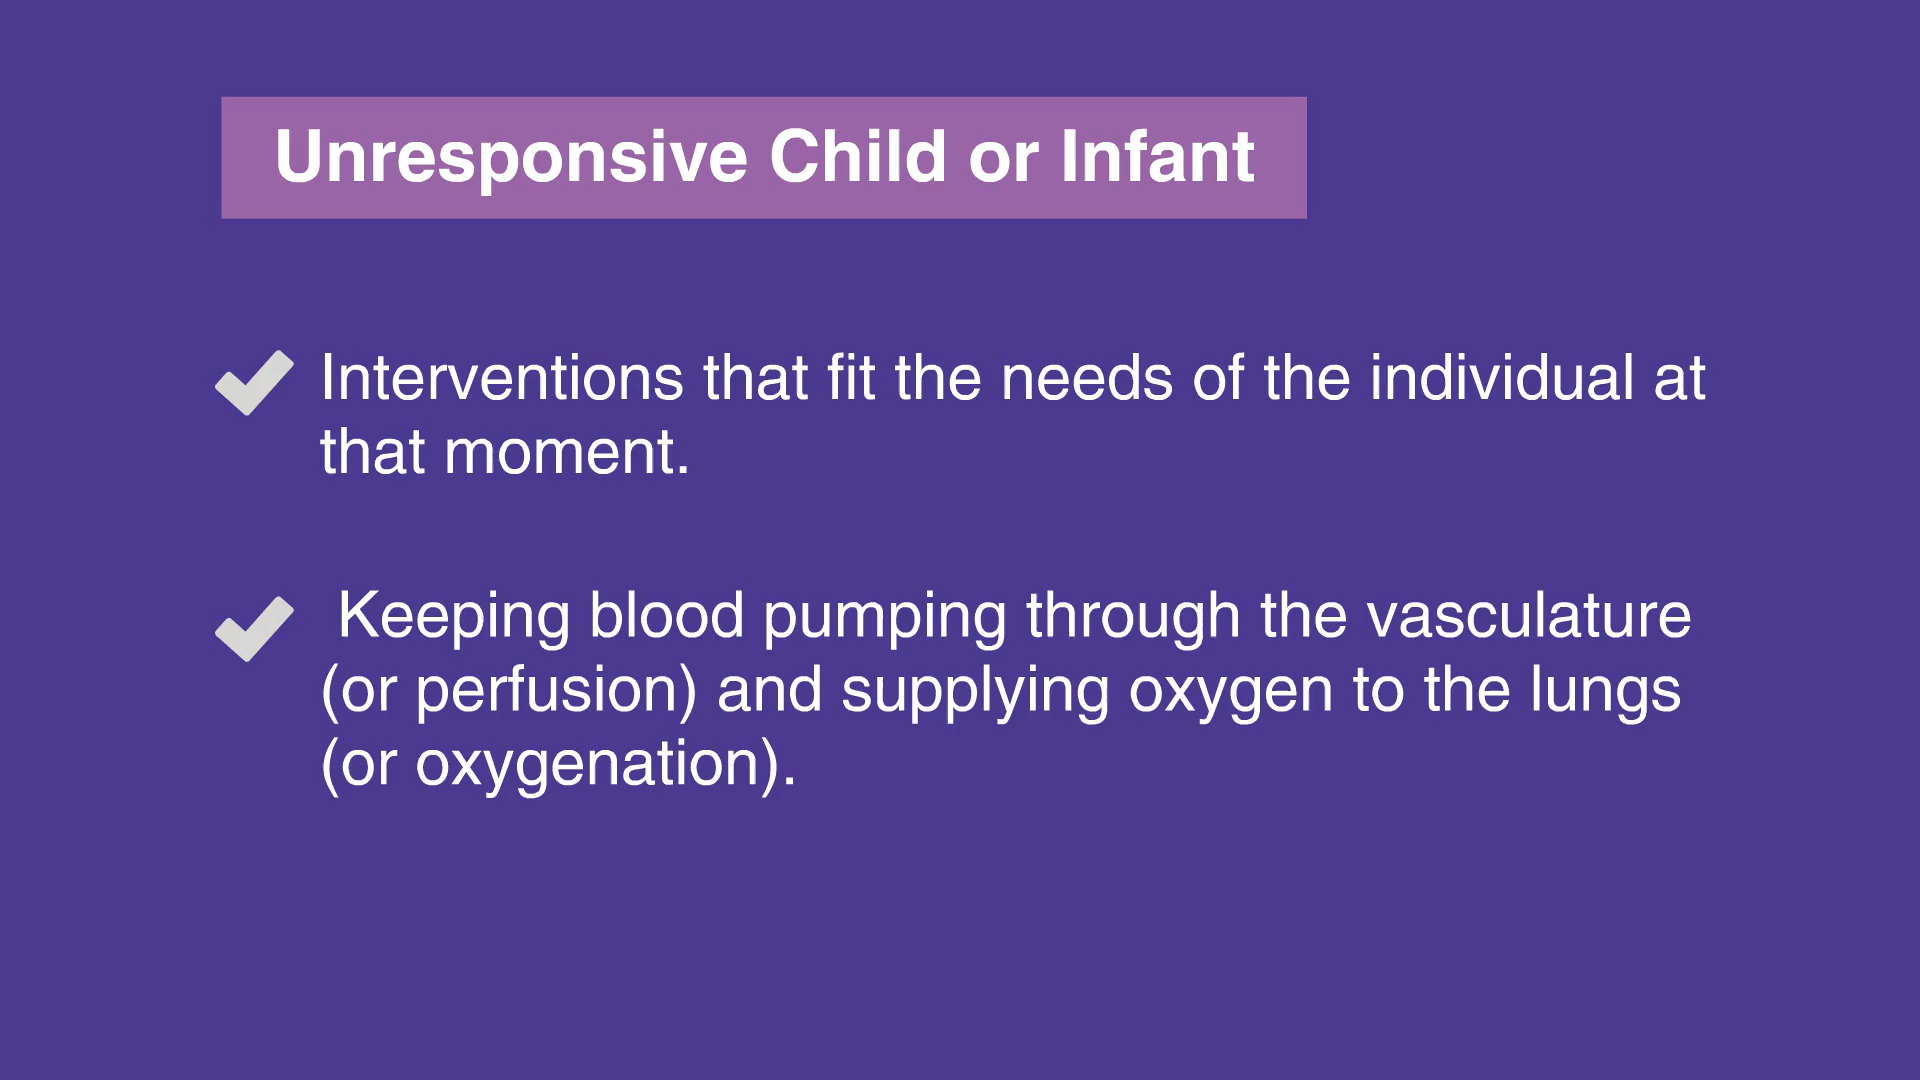 Unresponsive Child or Infant
Interventions that fit the needs of the individual at
that moment.
Keeping blood pumping through the vasculature
(or perfusion) and supplying oxygen to the lungs
(or oxygenation).